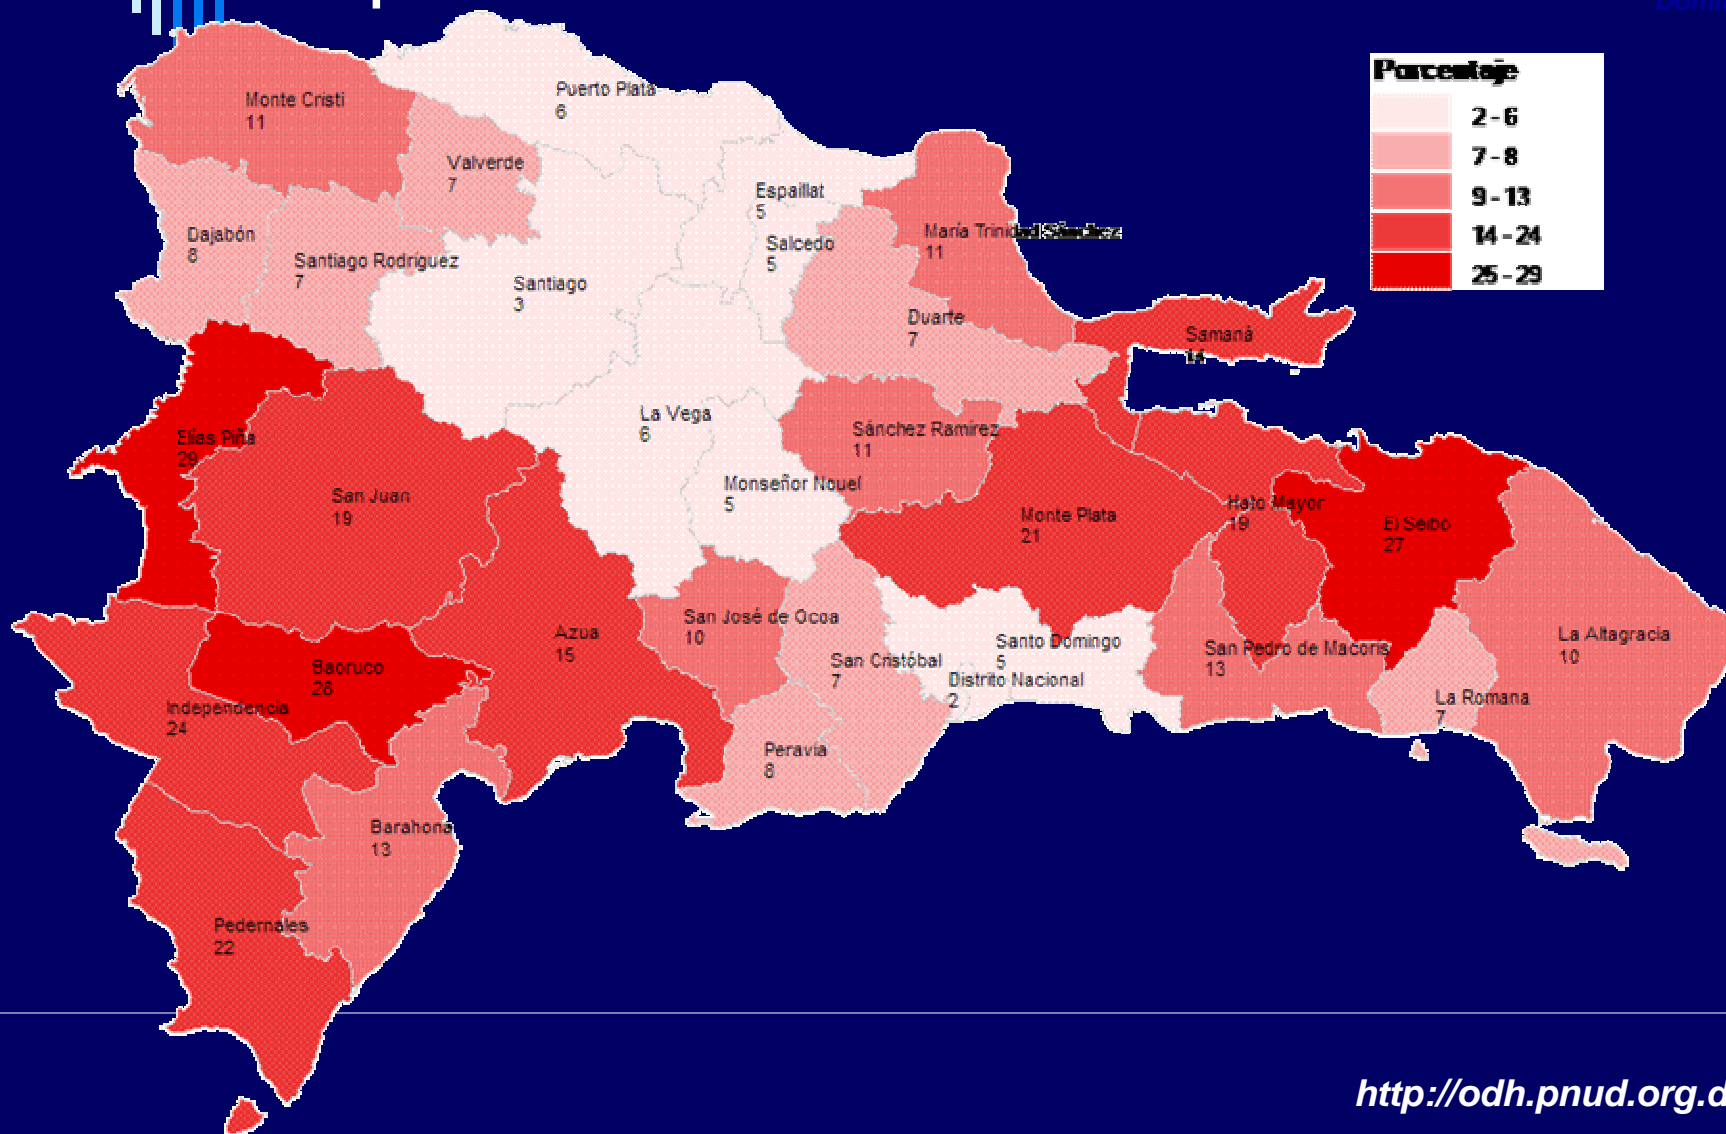 Porcentaje
2 - 6
7 - 8
9 - 13
14 - 24
25 - 29
Puerto Plata
6
Monte Cristi
11
Valverde
7
Espaillat
5
Dajabón
8
Santiago Rodríguez
7
Santiago
3
Salcedo
5
María Trinidad Sánchez
11
Duarte
7
Samaná
14
Elías Piña
29
San Juan
19
La Vega
6
Sánchez Ramírez
11
Monseñor Nouel
5
Monte Plata
21
Hato Mayor
19
El Seibo
27
Azua
15
San José de Ocoa
10
San Cristóbal
7
Santo Domingo
5
Distrito Nacional
2
San Pedro de Macorís
13
La Altagracia
10
La Romana
7
Baoruco
28
Independencia
24
Peravia
8
Barahona
13
Pedernales
22
http://odh.pnud.org.d